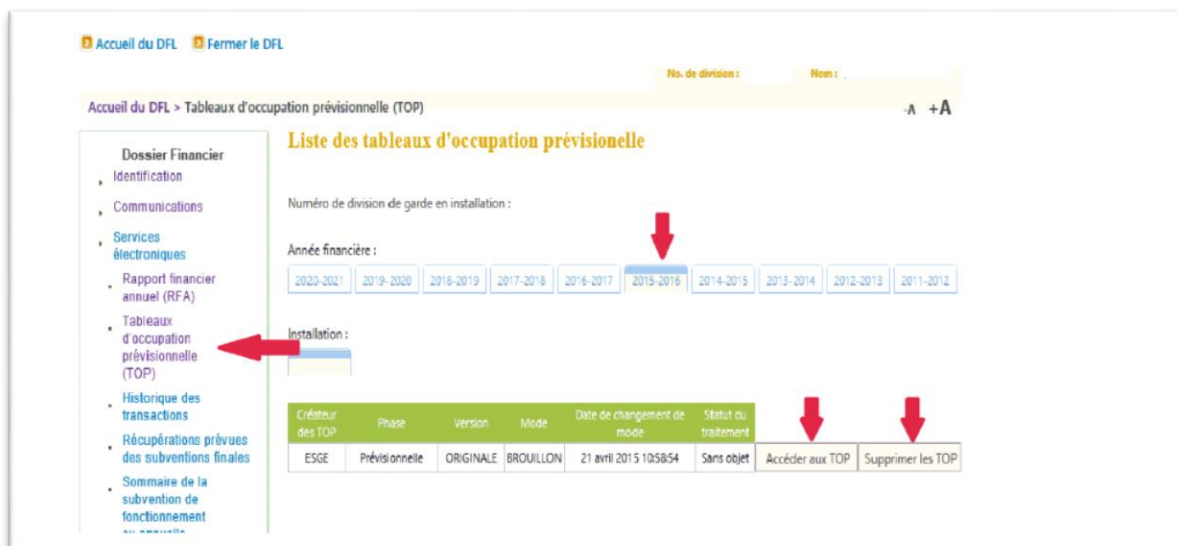 Accueil du DFL Fermer le DFL
No. de division : Nom :
Accueil du DFL > Tableaux d'occupation prévisionnelle (TOP) -A +A
Dossier Financier
Identification
Communications
Services
électroniques
Rapport financier
annuel (RFA)
Tableaux
d'occupation
prévisionnelle
(TOP)
Historique des
transactions
Récupérations prévues
des subventions finales
Sommaire de la
subvention de
fonctionnement
ou annuelle
Liste des tableaux d'occupation prévisionelle
Numéro de division de garde en installation :
Année financière :
2020-2021 2019-2020 2018-2019 2017-2018 2016-2017 2015-2016 2014-2015 2013-2014 2012-2013 2011-2012
Installation :
Créateur des TOP Phase Version Mode Date de changement de mode Statut du traitement
ESGE Prévisionnelle ORIGINALE BROUILLON 21 avril 2015 10:58:54 Sans objet Accéder aux TOP Supprimer les TOP